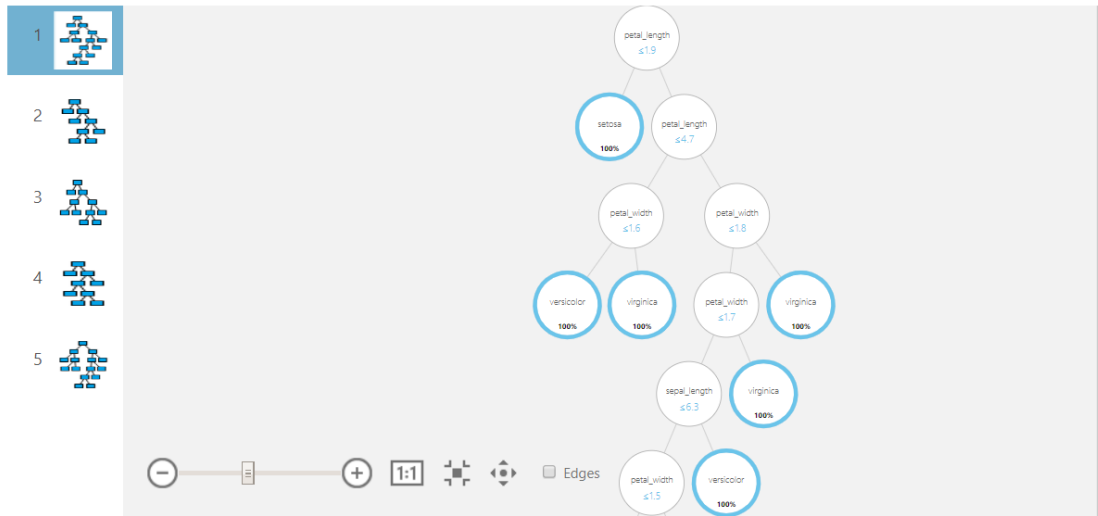 1
2
3
4
5
petal_length
≤1.9
setosa
100%
petal_length
≤4.7
petal_width
≤1.6
petal_width
≤1.8
versicolor
100%
virginica
100%
petal_width
≤1.7
virginica
100%
sepal_length
≤6.3
virginica
100%
petal_width
≤1.5
versicolor
100%
1:1
Edges